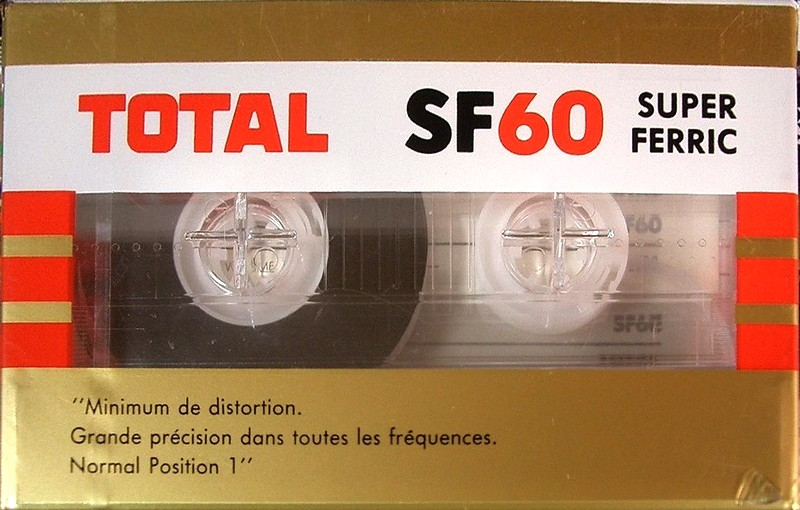 TOTAL SF60 SUPER
FERRIC
SF60
"Minimum de distortion.
Grande précision dans toutes les fréquences.
Normal Position 1"